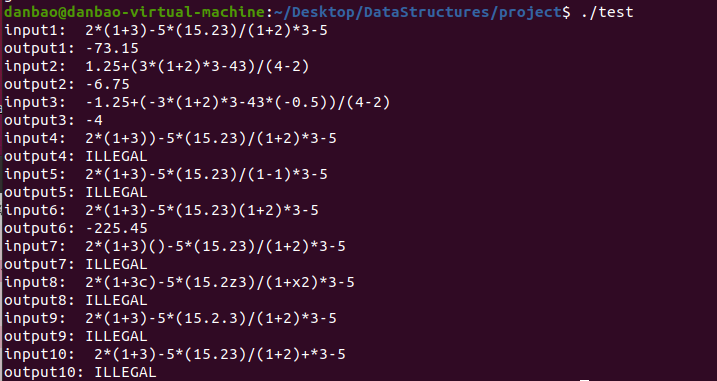 danbao@danbao-virtual-machine:~/Desktop/DataStructures/project$ ./test
input1:  2*(1+3)-5*(15.23)/(1+2)*3-5
output1: -73.15
input2:  1.25+(3*(1+2)*3-43)/(4-2)
output2: -6.75
input3:  -1.25+(-3*(1+2)*3-43*(-0.5))/(4-2)
output3: -4
input4:  2*(1+3))-5*(15.23)/(1+2)*3-5
output4: ILLEGAL
input5:  2*(1+3)-5*(15.23)/(1-1)*3-5
output5: ILLEGAL
input6:  2*(1+3)-5*(15.23)(1+2)*3-5
output6: -225.45
input7:  2*(1+3)()-5*(15.23)/(1+2)*3-5
output7: ILLEGAL
input8:  2*(1+3c)-5*(15.2z3)/(1+x2)*3-5
output8: ILLEGAL
input9:  2*(1+3)-5*(15.2.3)/(1+2)*3-5
output9: ILLEGAL
input10:  2*(1+3)-5*(15.23)/(1+2)+*3-5
output10: ILLEGAL